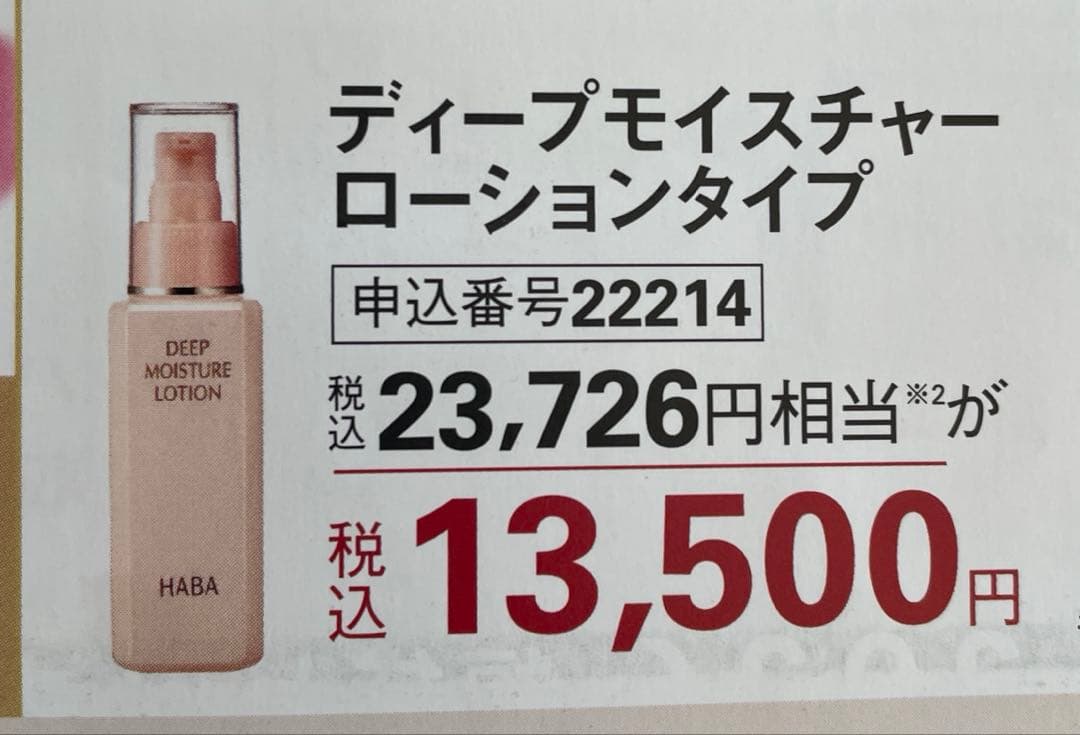 ディープモイスチャー
ローションタイプ
申込番号22214
税込23,726円相当※2が
税込13,500円
DEEP
MOISTURE
LOTION
HABA